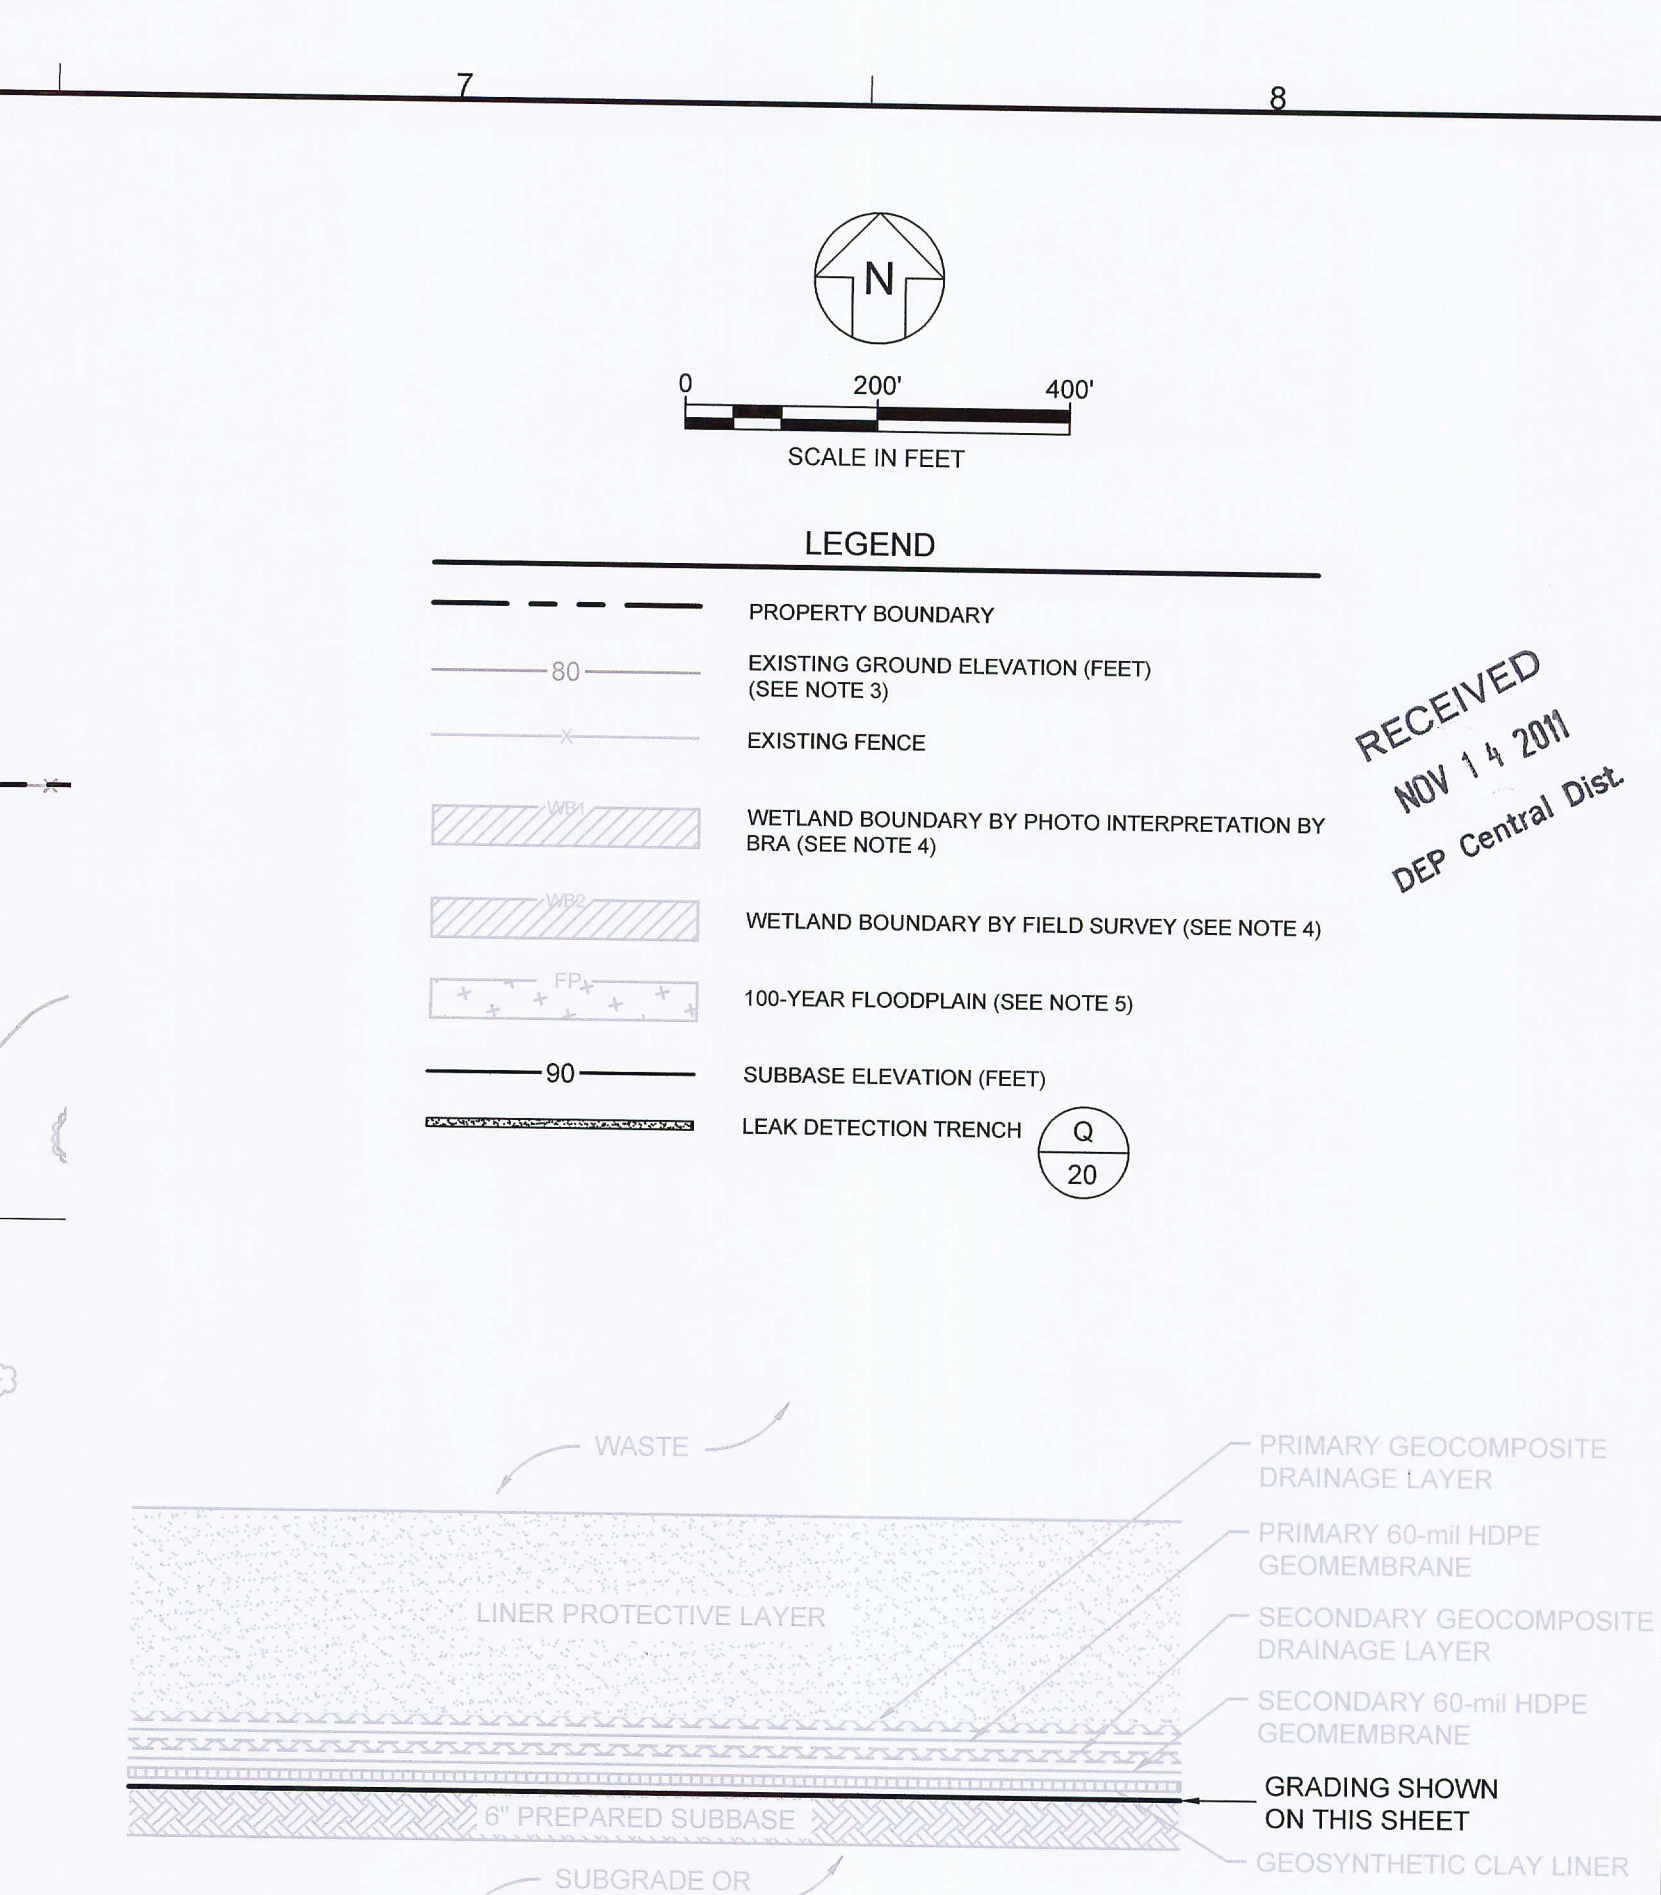 7
8
N
0 200' 400'
SCALE IN FEET
LEGEND
PROPERTY BOUNDARY
80
EXISTING GROUND ELEVATION (FEET)
(SEE NOTE 3)
X
EXISTING FENCE
WB1
WETLAND BOUNDARY BY PHOTO INTERPRETATION BY
BRA (SEE NOTE 4)
WB2
WETLAND BOUNDARY BY FIELD SURVEY (SEE NOTE 4)
FP
100-YEAR FLOODPLAIN (SEE NOTE 5)
90
SUBBASE ELEVATION (FEET)
LEAK DETECTION TRENCH
Q
20
RECEIVED
NOV 14 2011
DEP Central Dist.
WASTE
PRIMARY GEOCOMPOSITE
DRAINAGE LAYER
PRIMARY 60-mil HDPE
GEOMEMBRANE
LINER PROTECTIVE LAYER
SECONDARY GEOCOMPOSITE
DRAINAGE LAYER
SECONDARY 60-mil HDPE
GEOMEMBRANE
GRADING SHOWN
ON THIS SHEET
6" PREPARED SUBBASE
GEOSYNTHETIC CLAY LINER
SUBGRADE OR